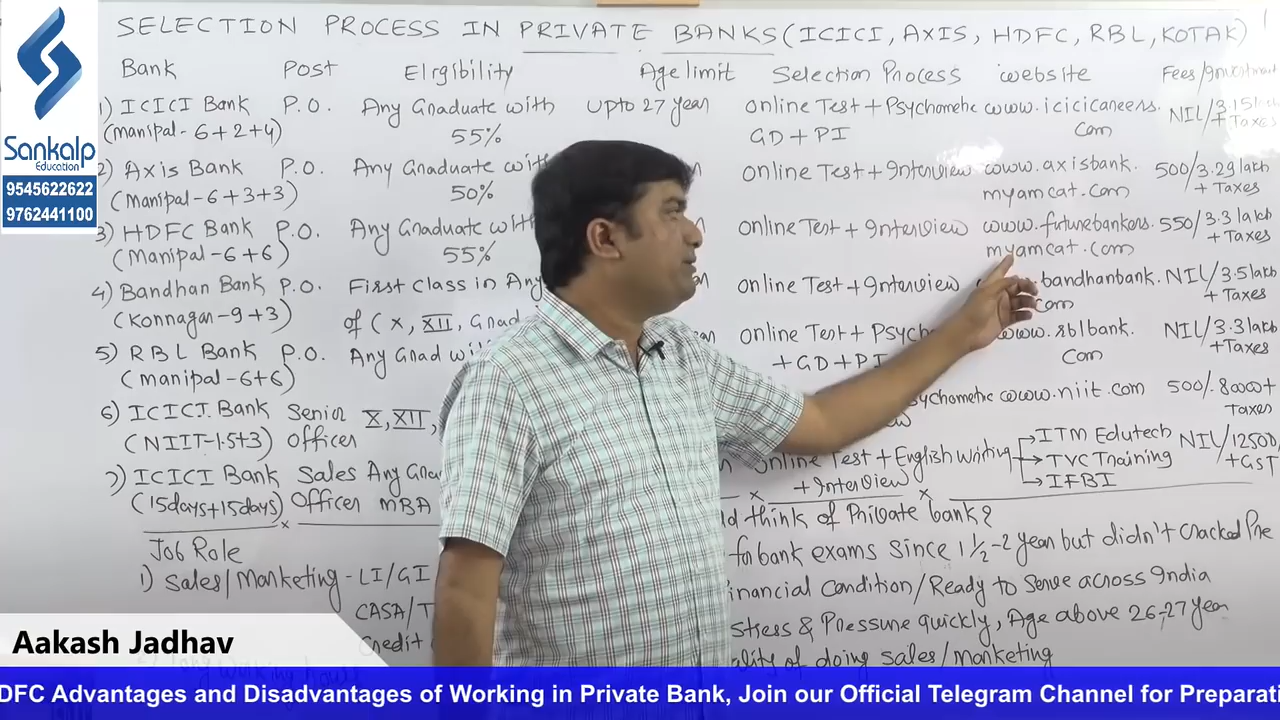 SELECTION PROCESS IN PRIVATE BANKS (ICICI, AXIS, HDFC, RBL, KOTAK)
Bank Post Eligibility Age limit Selection Process website Fees/Investment
1) ICICI Bank P.O. Any Graduate with upto 27 year online Test + Psychometric www.icicicareers. NIL/3.15 lakh
(manipal-6+2+4) 55% GD + PI com + Taxes
2) Axis Bank P.O. Any Graduate with online Test + Interview www.axisbank. 500/3.29 lakh
(Manipal-6+3+3) 50% myamcat.com + Taxes
3) HDFC Bank P.O. Any Graduate with online Test + Interview www.futurebankers. 550/3.3 lakh
(Manipal-6+6) 55% myamcat.com + Taxes
4) Bandhan Bank P.O. First Class in Any online Test + Interview bandhanbank. NIL/3.5 lakh
(Konnagar-9+3) of (X, XII, Grad com + Taxes
5) RBL Bank P.O. Any Grad with online Test + Psycho www.rblbank. NIL/3.3 lakh
(manipal-6+6) + GD + PI com + Taxes
6) ICICI Bank Senior X, XII, Psychometric www.niit.com 500/-8000+
(NIIT-1.5+3) Officer Taxes
7) ICICI Bank Sales Any Gra online Test + English writing ITM Edutech NIL/12500
(15days+15days) Officer MBA + Interview TVC Training +GST
IFBI
Job Role
1) Sales/Marketing - LI/GI
CASA/T
Credit
2) Long working hours
think of Private bank?
for bank exams since 1½-2 year but didn't cracked Pre
Financial Condition/Ready to Serve across India
stress & Pressure quickly, Age above 26-27 year
ality of doing sales/marketing
Sankalp
Education
9545622622
9762441100
Aakash Jadhav
DFC Advantages and Disadvantages of Working in Private Bank, Join our Official Telegram Channel for Preparati